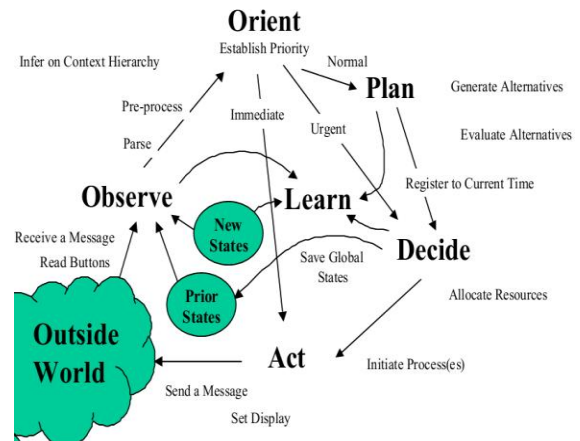 Orient
Establish Priority
Infer on Context Hierarchy
Normal
Plan
Generate Alternatives
Pre-process
Immediate
Urgent
Evaluate Alternatives
Parse
Observe
Learn
Register to Current Time
New
States
Receive a Message
Read Buttons
Decide
Save Global
States
Prior
States
Allocate Resources
Outside
World
Act
Initiate Process(es)
Send a Message
Set Display